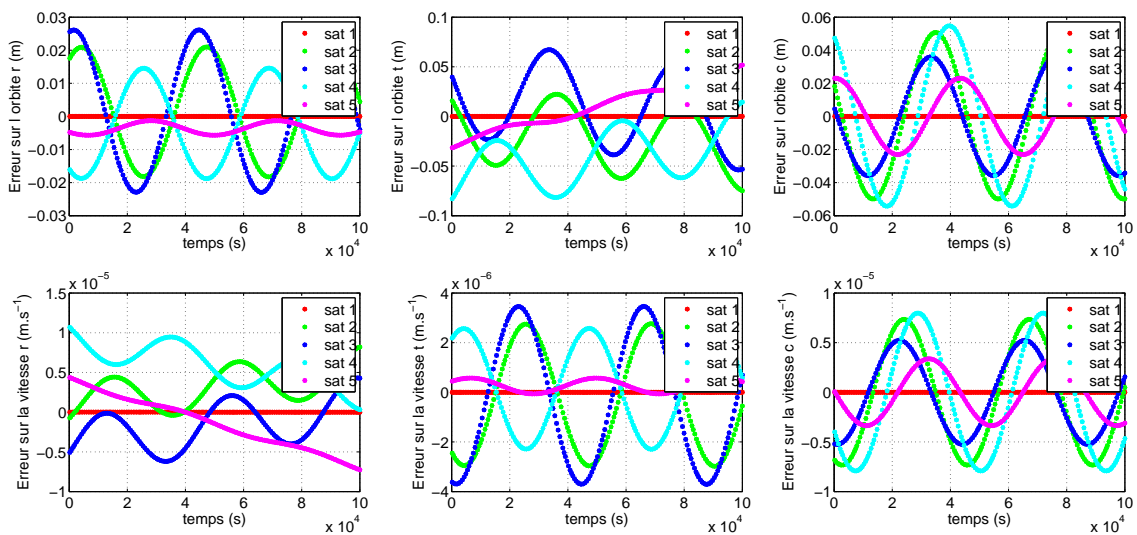 Erreur sur l orbite r (m)
0.03
0.02
0.01
0
−0.01
−0.02
−0.03
0 2 4 6 8 10
temps (s)
x 10^4
sat 1
sat 2
sat 3
sat 4
sat 5
Erreur sur l orbite t (m)
0.1
0.05
0
−0.05
−0.1
0 2 4 6 8 10
temps (s)
x 10^4
sat 1
sat 2
sat 3
sat 4
sat 5
Erreur sur l orbite c (m)
0.06
0.04
0.02
0
−0.02
−0.04
−0.06
0 2 4 6 8 10
temps (s)
x 10^4
sat 1
sat 2
sat 3
sat 4
sat 5
x 10^−5
Erreur sur la vitesse r (m.s^−1)
1.5
1
0.5
0
−0.5
−1
0 2 4 6 8 10
temps (s)
x 10^4
sat 1
sat 2
sat 3
sat 4
sat 5
x 10^−6
Erreur sur la vitesse t (m.s^−1)
4
2
0
−2
−4
0 2 4 6 8 10
temps (s)
x 10^4
sat 1
sat 2
sat 3
sat 4
sat 5
x 10^−5
Erreur sur la vitesse c (m.s^−1)
1
0.5
0
−0.5
−1
0 2 4 6 8 10
temps (s)
x 10^4
sat 1
sat 2
sat 3
sat 4
sat 5